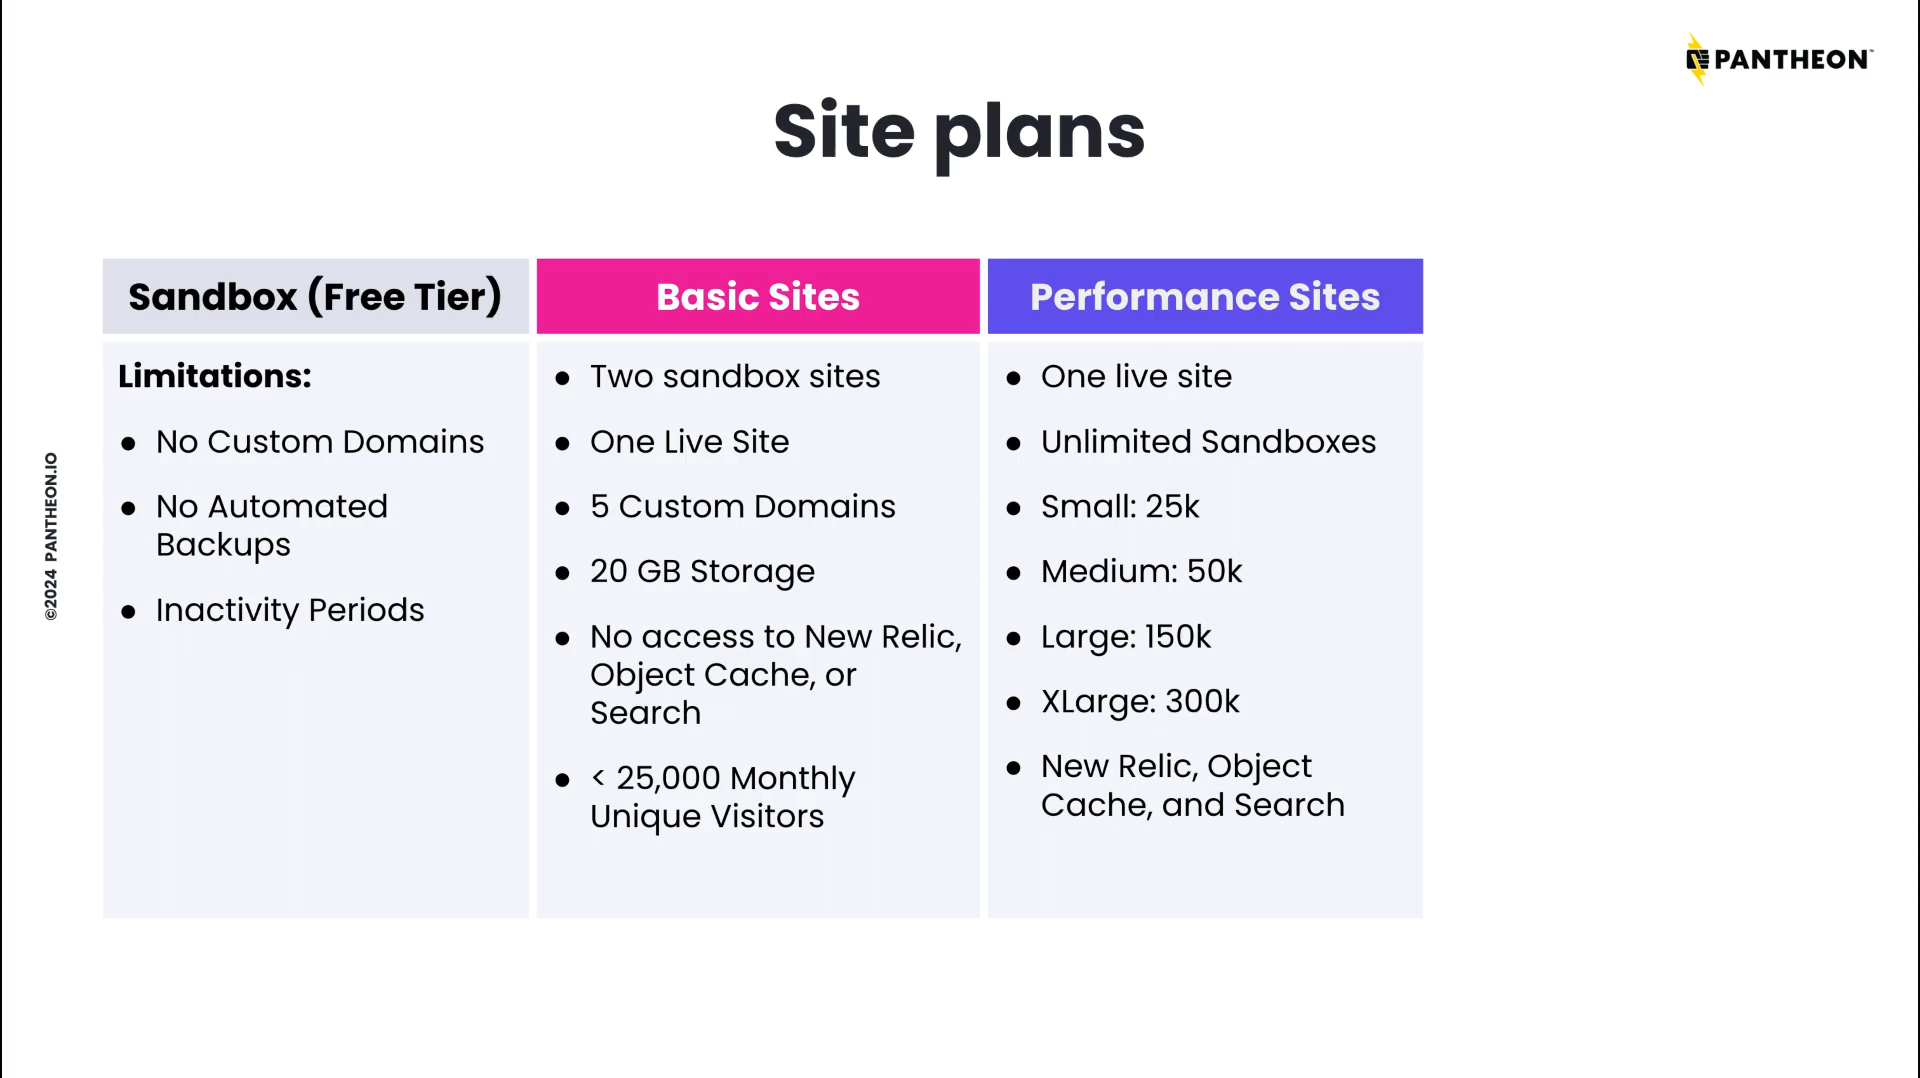 PANTHEON™
Site plans
Sandbox (Free Tier)
Limitations:
● No Custom Domains
● No Automated
Backups
● Inactivity Periods
Basic Sites
● Two sandbox sites
● One Live Site
● 5 Custom Domains
● 20 GB Storage
● No access to New Relic,
Object Cache, or
Search
● < 25,000 Monthly
Unique Visitors
Performance Sites
● One live site
● Unlimited Sandboxes
● Small: 25k
● Medium: 50k
● Large: 150k
● XLarge: 300k
● New Relic, Object
Cache, and Search
©2024 PANTHEON.IO